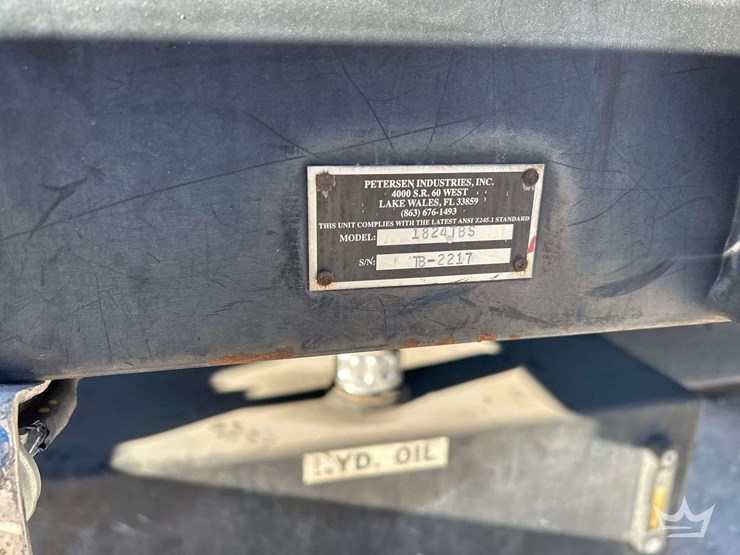 PETERSEN INDUSTRIES, INC.
4000 S.R. 60 WEST
LAKE WALES, FL 33859
(863) 676-1493
THIS UNIT COMPLIES WITH THE LATEST ANSI Z245.1 STANDARD
MODEL: 1824TBS
S/N: TB-2217
HYD. OIL